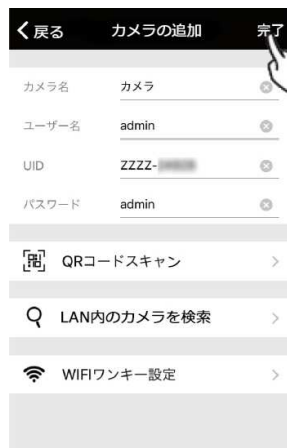 戻る カメラの追加 完了
カメラ名 カメラ
ユーザー名 admin
UID ZZZZ-
パスワード admin
QRコードスキャン
LAN内のカメラを検索
WIFIワンキー設定